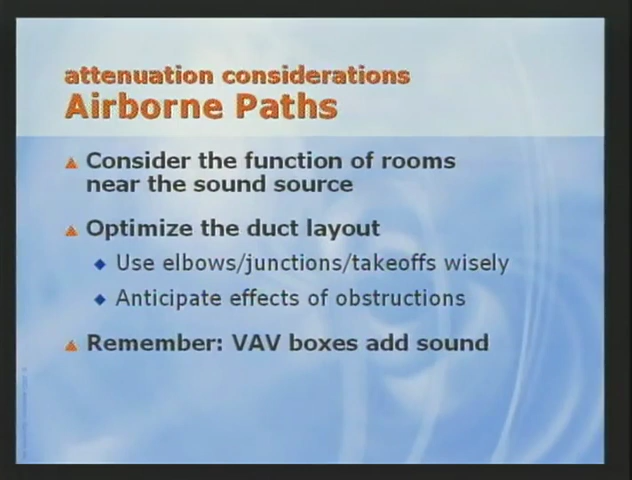 attenuation considerations
Airborne Paths
Consider the function of rooms
near the sound source
Optimize the duct layout
Use elbows/junctions/takeoffs wisely
Anticipate effects of obstructions
Remember: VAV boxes add sound